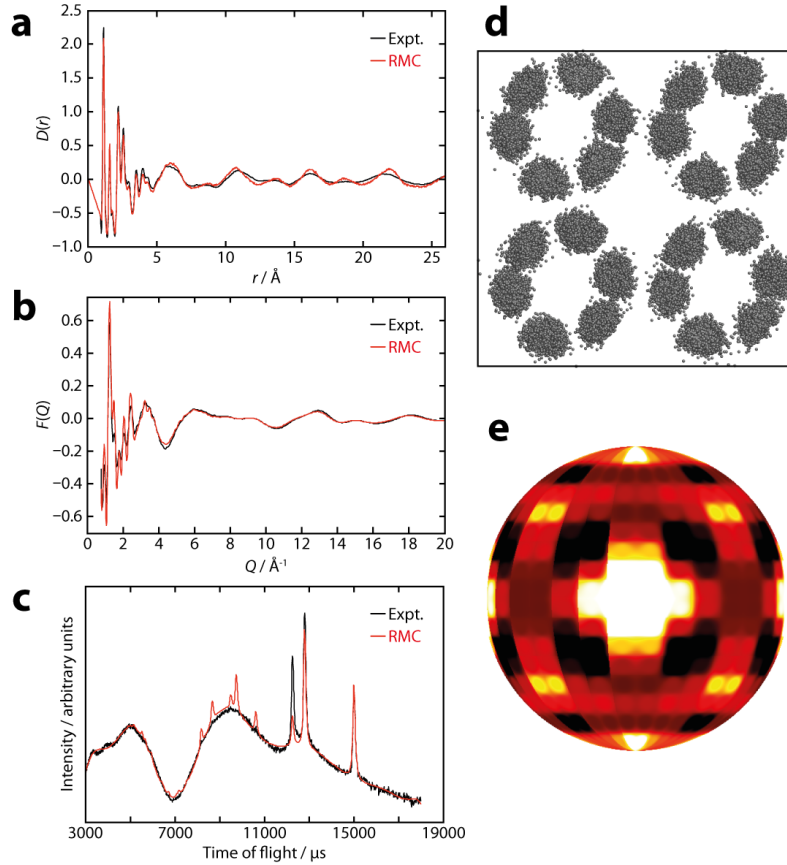 a
2.5
2.0
1.5
1.0
0.5
0.0
−0.5
−1.0
D(r)
Expt.
RMC
0 5 10 15 20 25
r / Å
b
0.6
0.4
0.2
0.0
−0.2
−0.4
−0.6
F(Q)
Expt.
RMC
0 2 4 6 8 10 12 14 16 18 20
Q / Å⁻¹
c
Intensity / arbitrary units
Expt.
RMC
3000 7000 11000 15000 19000
Time of flight / μs
d
e